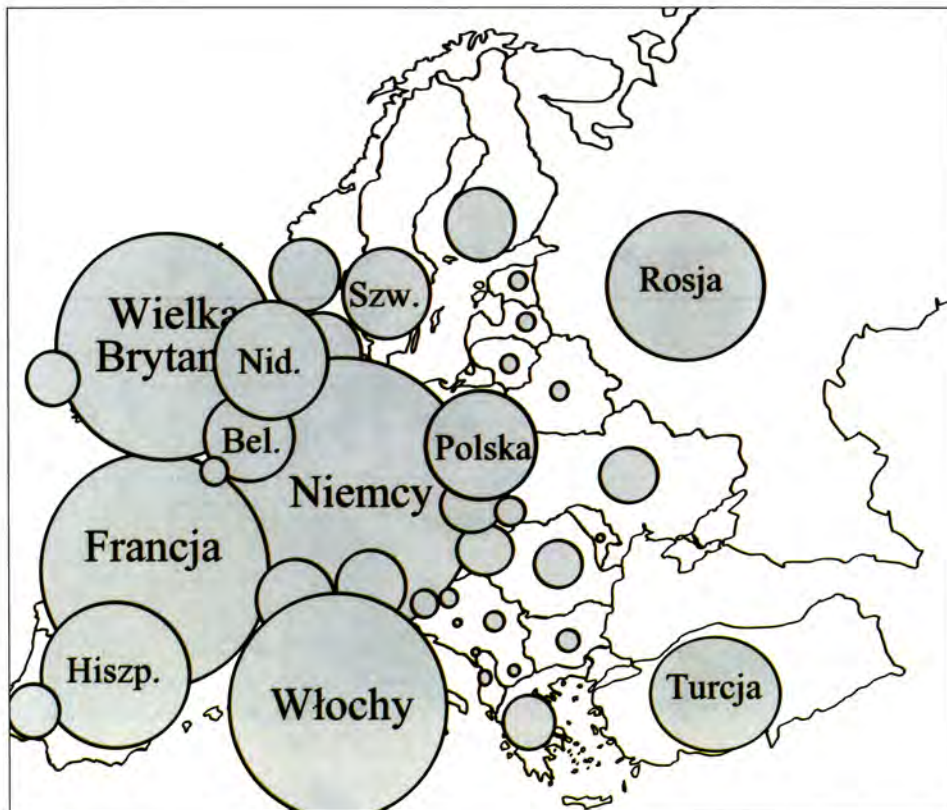 Wielka
Brytan
Rosja
Szw.
Nid.
Bel.
Polska
Niemcy
Francja
Hiszp.
Włochy
Turcja